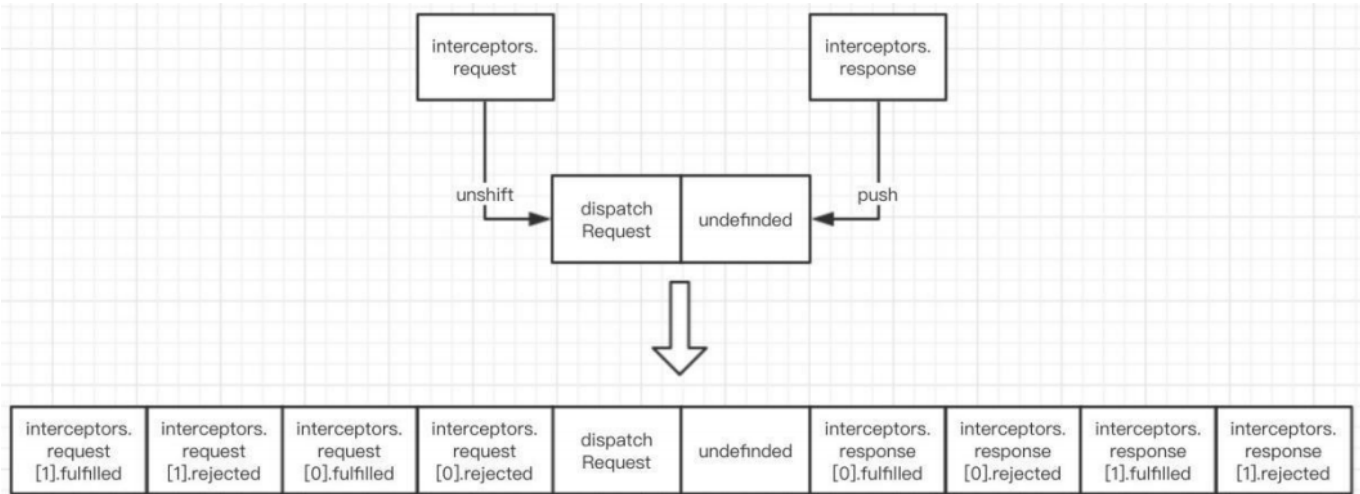 interceptors.
request
interceptors.
response
unshift
push
dispatch
Request
undefinded
interceptors.
request
[1].fulfilled
interceptors.
request
[1].rejected
interceptors.
request
[0].fulfilled
interceptors.
request
[0].rejected
dispatch
Request
undefinded
interceptors.
response
[0].fulfilled
interceptors.
response
[0].rejected
interceptors.
response
[1].fulfilled
interceptors.
response
[1].rejected